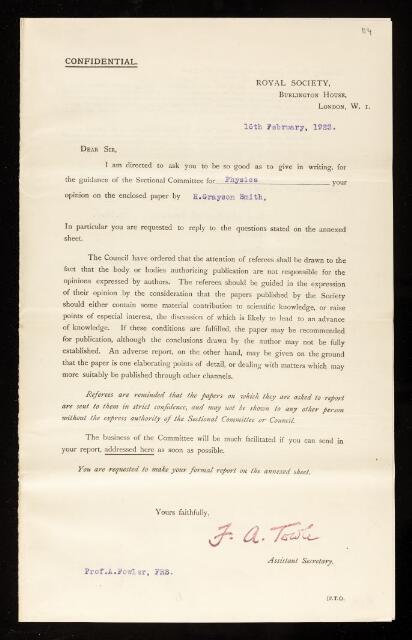 84
CONFIDENTIAL.
ROYAL SOCIETY,
BURLINGTON HOUSE,
LONDON, W. 1.
16th February, 1922.
DEAR SIR,
I am directed to ask you to be so good as to give in writing, for
the guidance of the Sectional Committee for Physics your
opinion on the enclosed paper by H.Grayson Smith,
In particular you are requested to reply to the questions stated on the annexed
sheet.
The Council have ordered that the attention of referees shall be drawn to the
fact that the body or bodies authorizing publication are not responsible for the
opinions expressed by authors. The referees should be guided in the expression
of their opinion by the consideration that the papers published by the Society
should either contain some material contribution to scientific knowledge, or raise
points of especial interest, the discussion of which is likely to lead to an advance
of knowledge. If these conditions are fulfilled, the paper may be recommended
for publication, although the conclusions drawn by the author may not be fully
established. An adverse report, on the other hand, may be given on the ground
that the paper is one elaborating points of detail, or dealing with matters which may
more suitably be published through other channels.
Referees are reminded that the papers on which they are asked to report
are sent to them in strict confidence, and may not be shown to any other person
without the express authority of the Sectional Committee or Council.
The business of the Committee will be much facilitated if you can send in
your report, addressed here as soon as possible.
You are requested to make your formal report on the annexed sheet.
Yours faithfully,
F. A. Towle
Assistant Secretary.
Prof.A.Fowler, FRS.
[P.T.O.